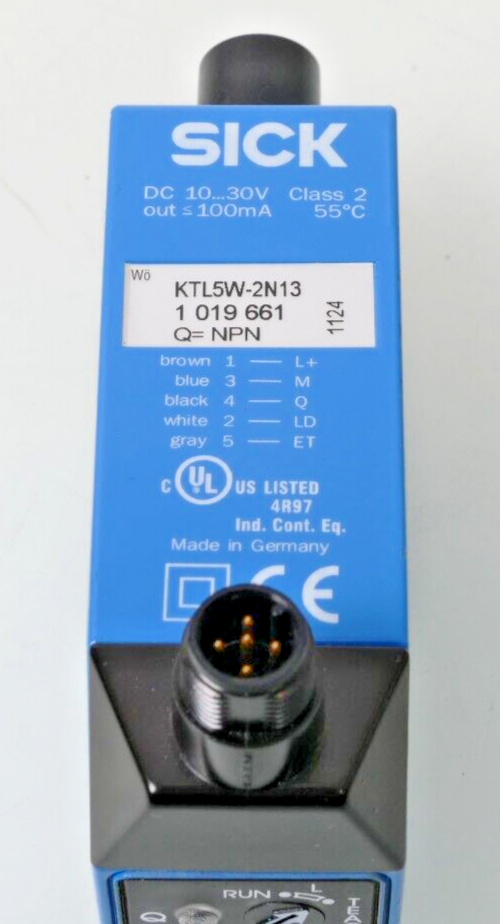 SICK
DC 10...30V Class 2
out ≤ 100mA 55°C
Wö
KTL5W-2N13
1 019 661
Q= NPN
1124
brown 1 — L+
blue 3 — M
black 4 — Q
white 2 — LD
gray 5 — ET
C UL US LISTED
4R97
Ind. Cont. Eq.
Made in Germany
CE
Q RUN L